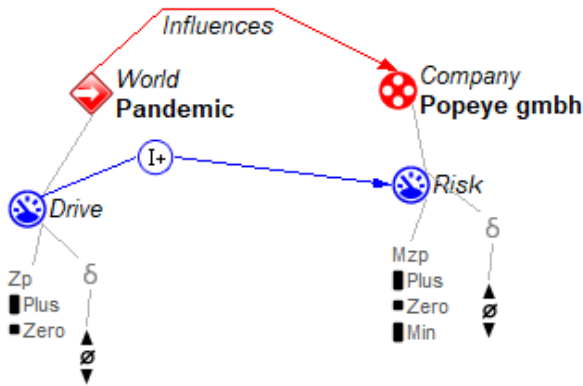 Influences
World
Pandemic
Company
Popeye gmbh
I+
Drive
Risk
δ
δ
Zp
Plus
Zero
Mzp
Plus
Zero
Min
ø
ø